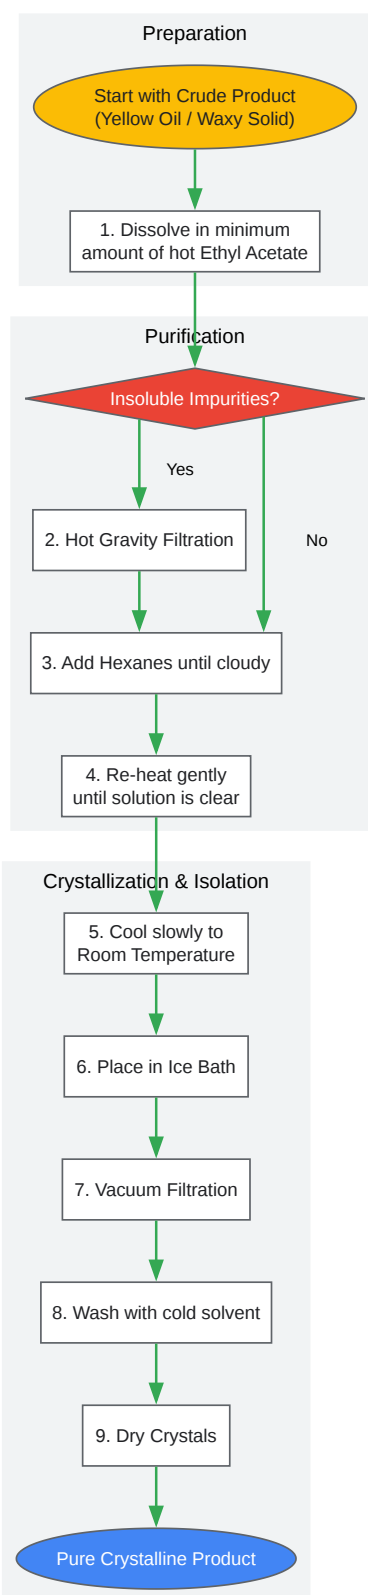 Preparation
Start with Crude Product
(Yellow Oil / Waxy Solid)
1. Dissolve in minimum
amount of hot Ethyl Acetate
Purification
Insoluble Impurities?
Yes
2. Hot Gravity Filtration
No
3. Add Hexanes until cloudy
4. Re-heat gently
until solution is clear
Crystallization & Isolation
5. Cool slowly to
Room Temperature
6. Place in Ice Bath
7. Vacuum Filtration
8. Wash with cold solvent
9. Dry Crystals
Pure Crystalline Product